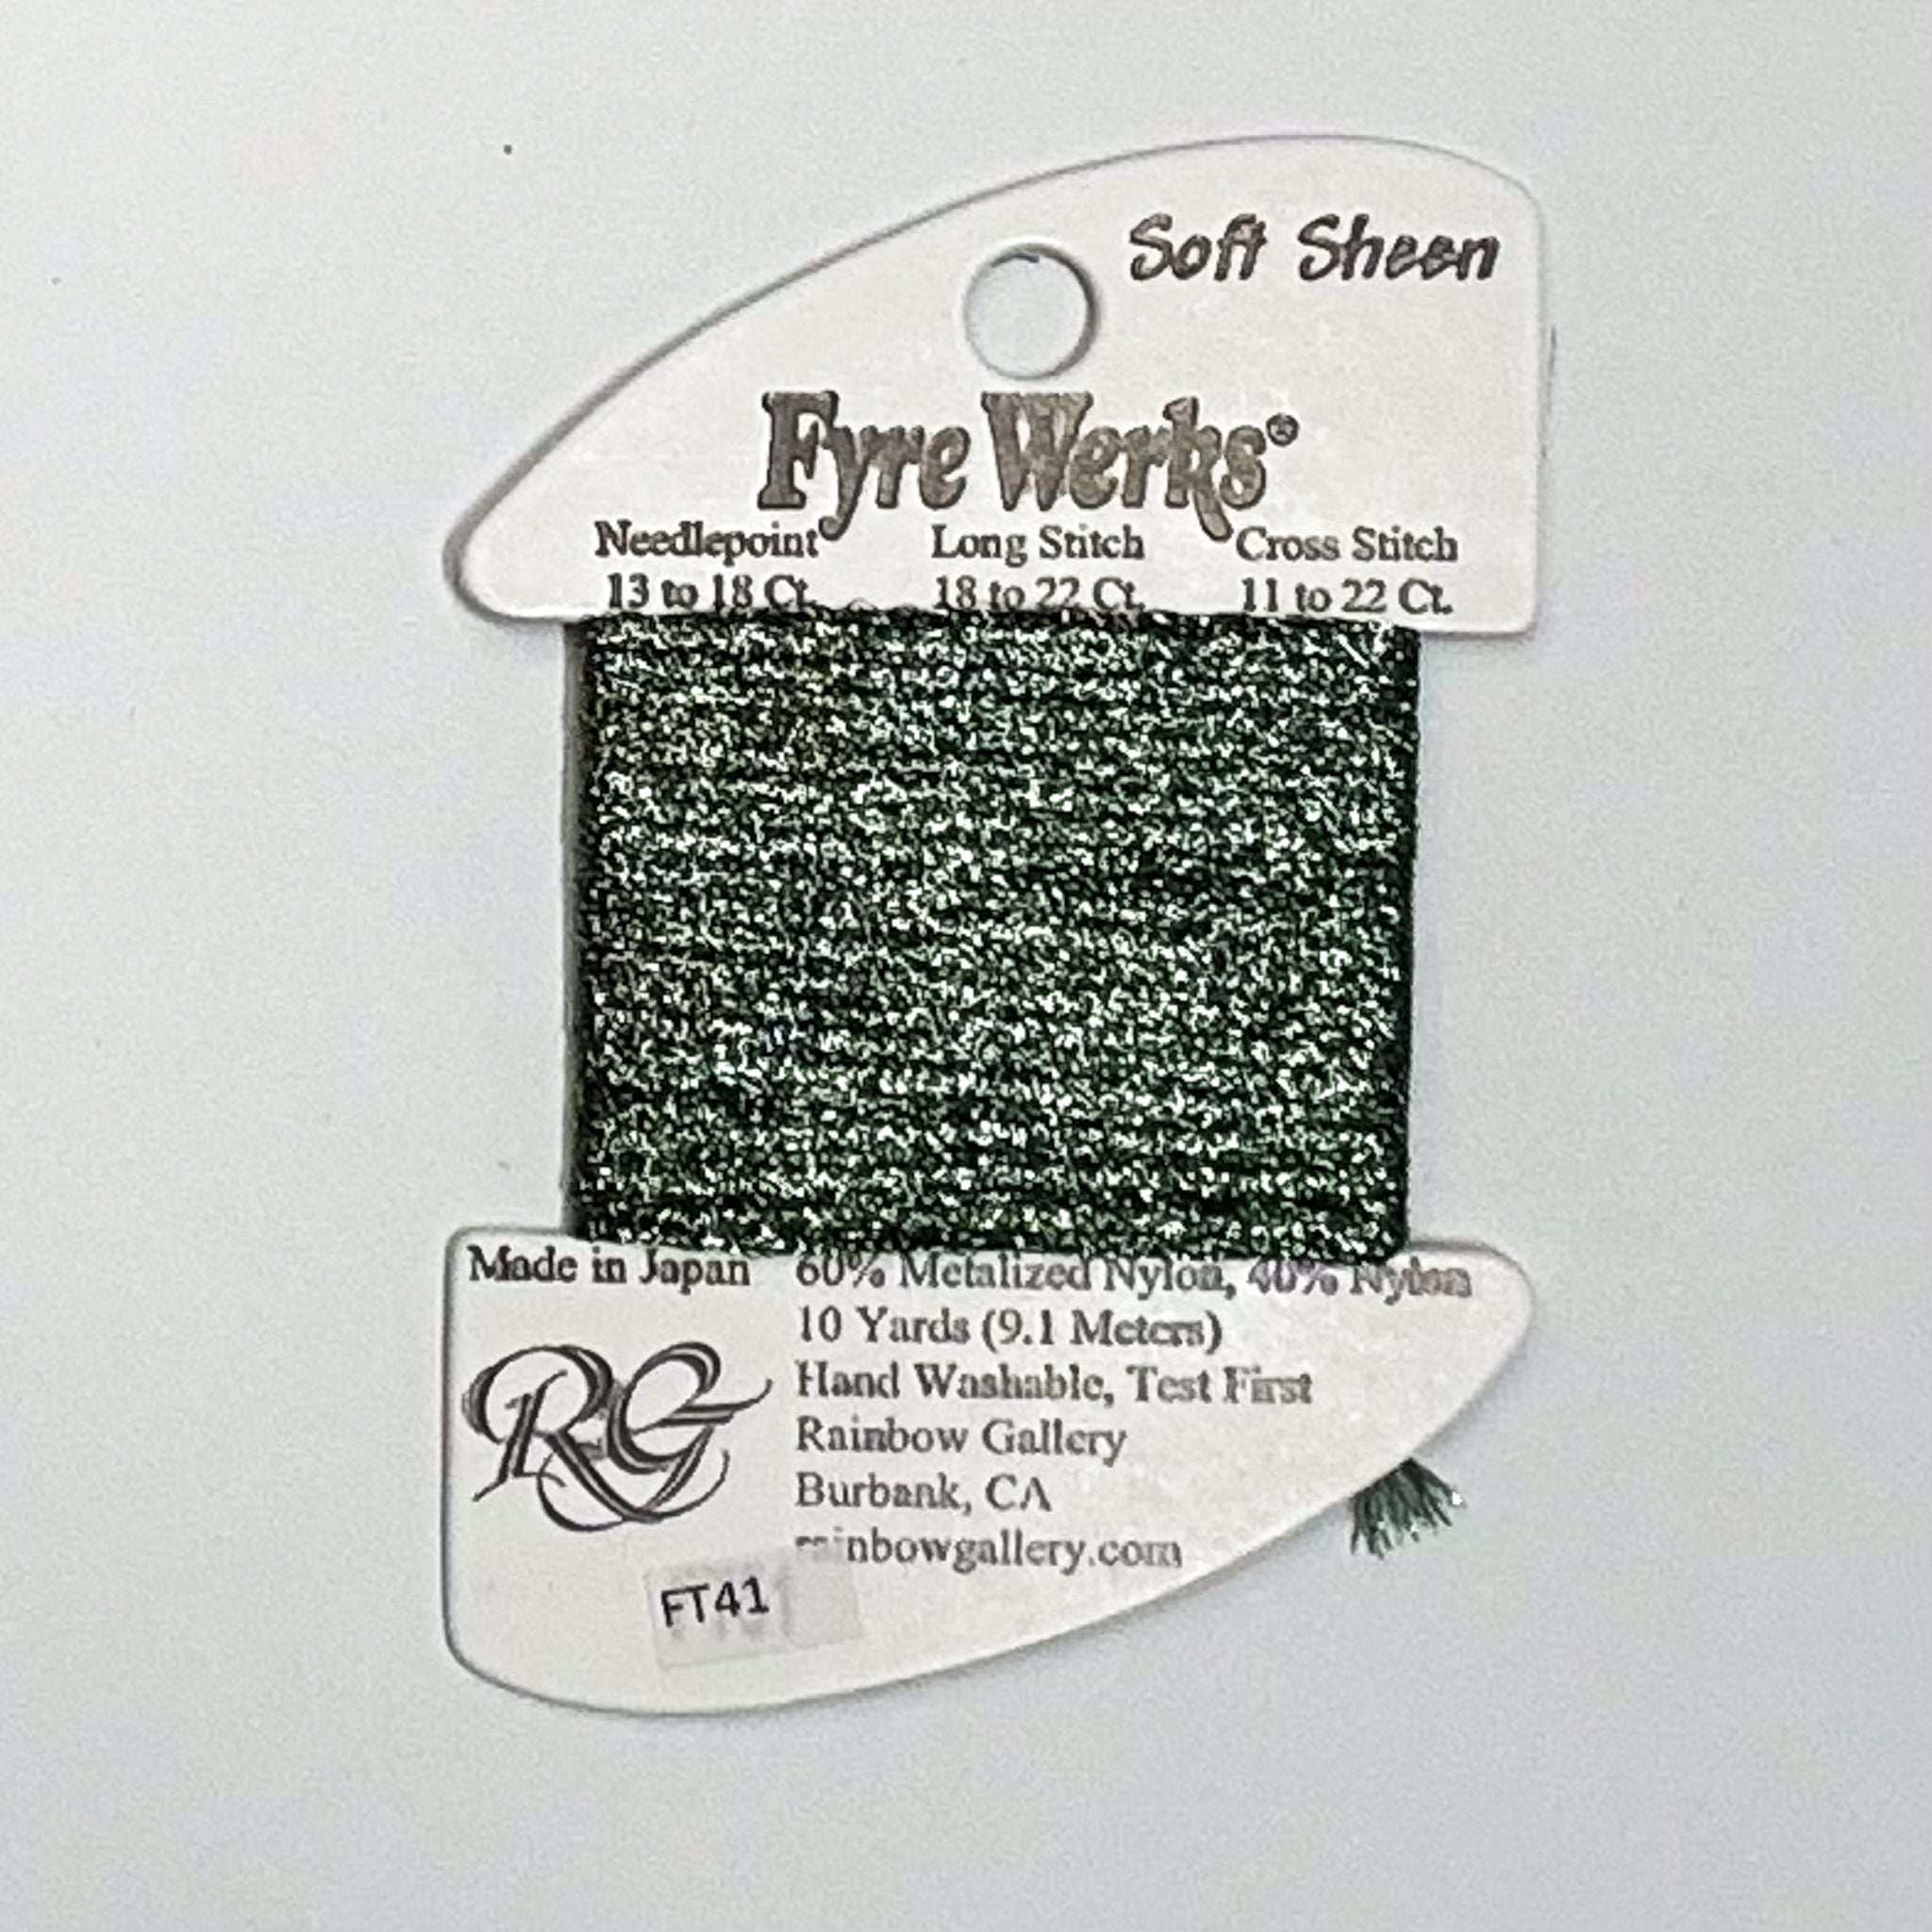 Soft Sheen
Fyre Werks®
Needlepoint Long Stitch Cross Stitch
13 to 18 Ct. 18 to 22 Ct. 11 to 22 Ct.
Made in Japan 60% Metalized Nylon, 40% Nylon
10 Yards (9.1 Meters)
Hand Washable, Test First
RG
Rainbow Gallery
Burbank, CA
rainbowgallery.com
FT41